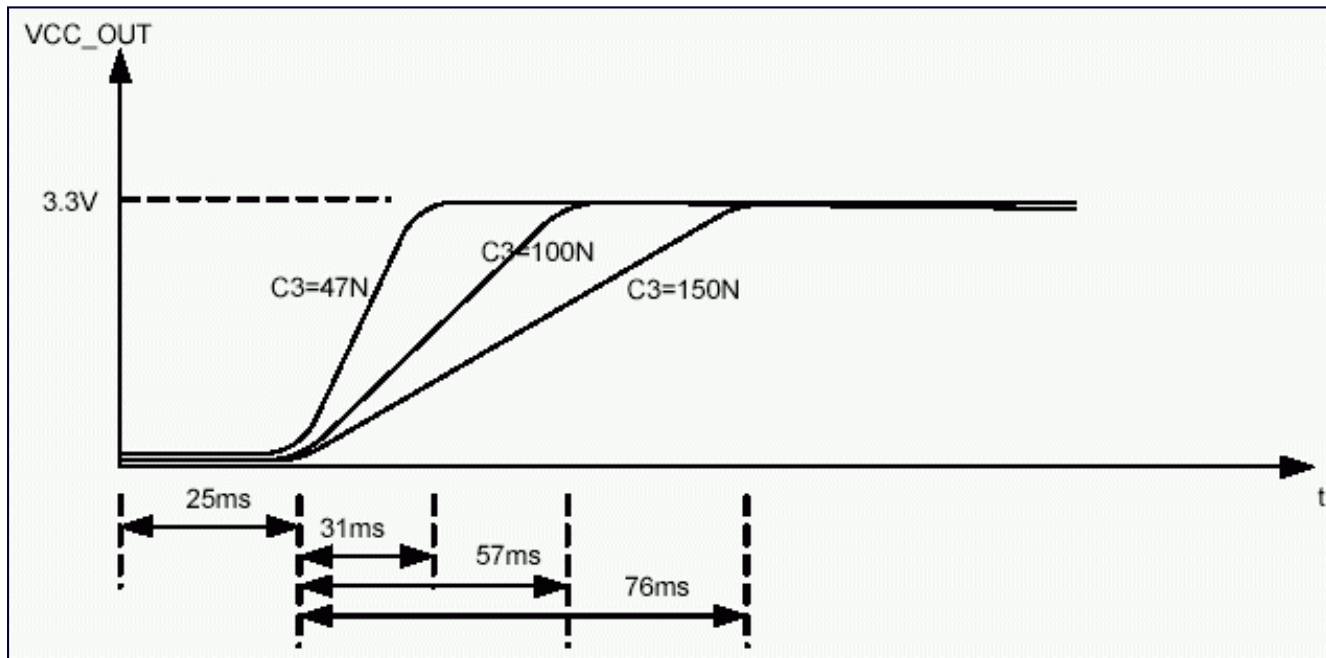 VCC_OUT
3.3V
C3=100N
C3=47N
C3=150N
25ms
t
31ms
57ms
76ms